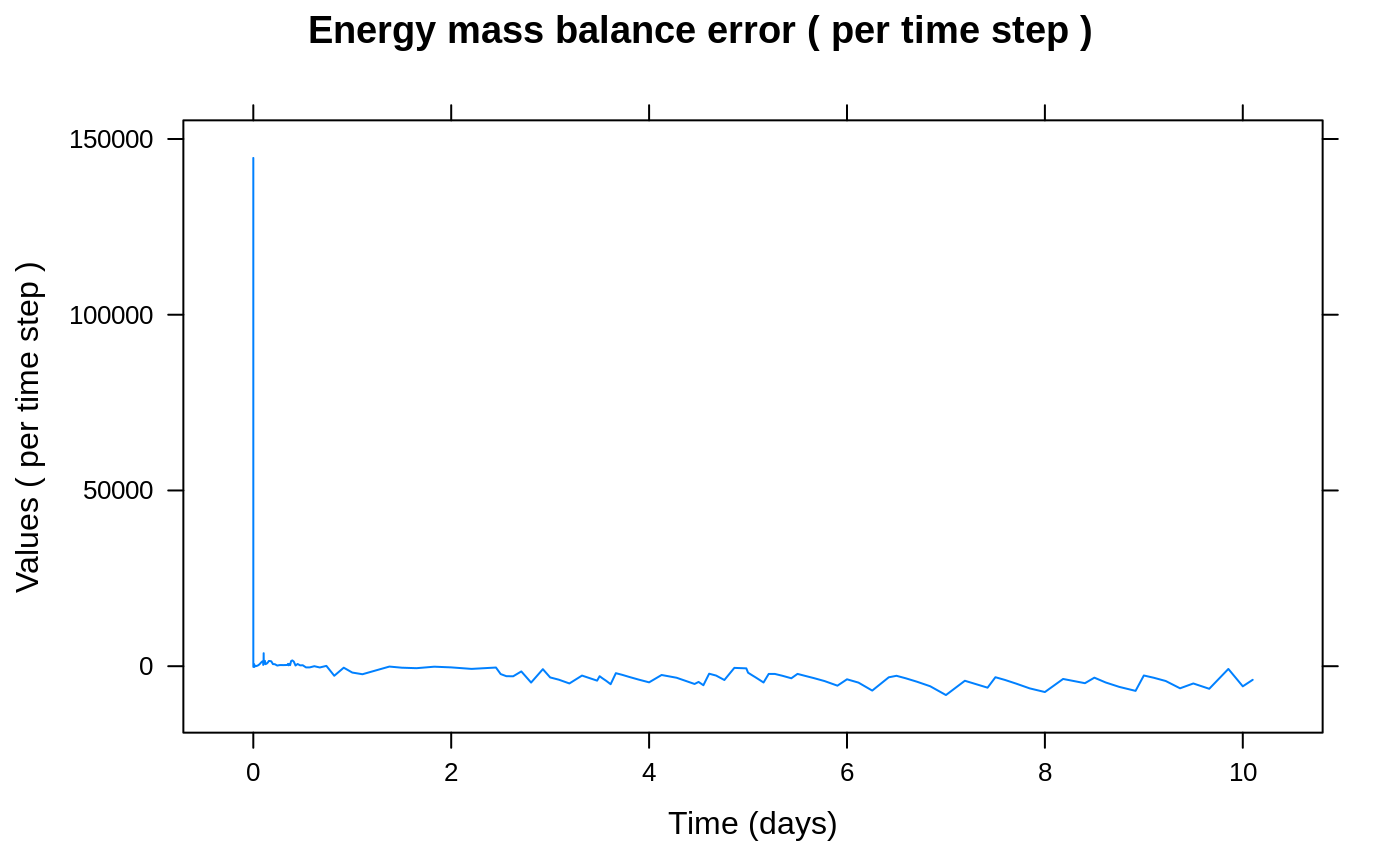 Energy mass balance error ( per time step )
Values ( per time step )
150000
100000
50000
0
0 2 4 6 8 10
Time (days)